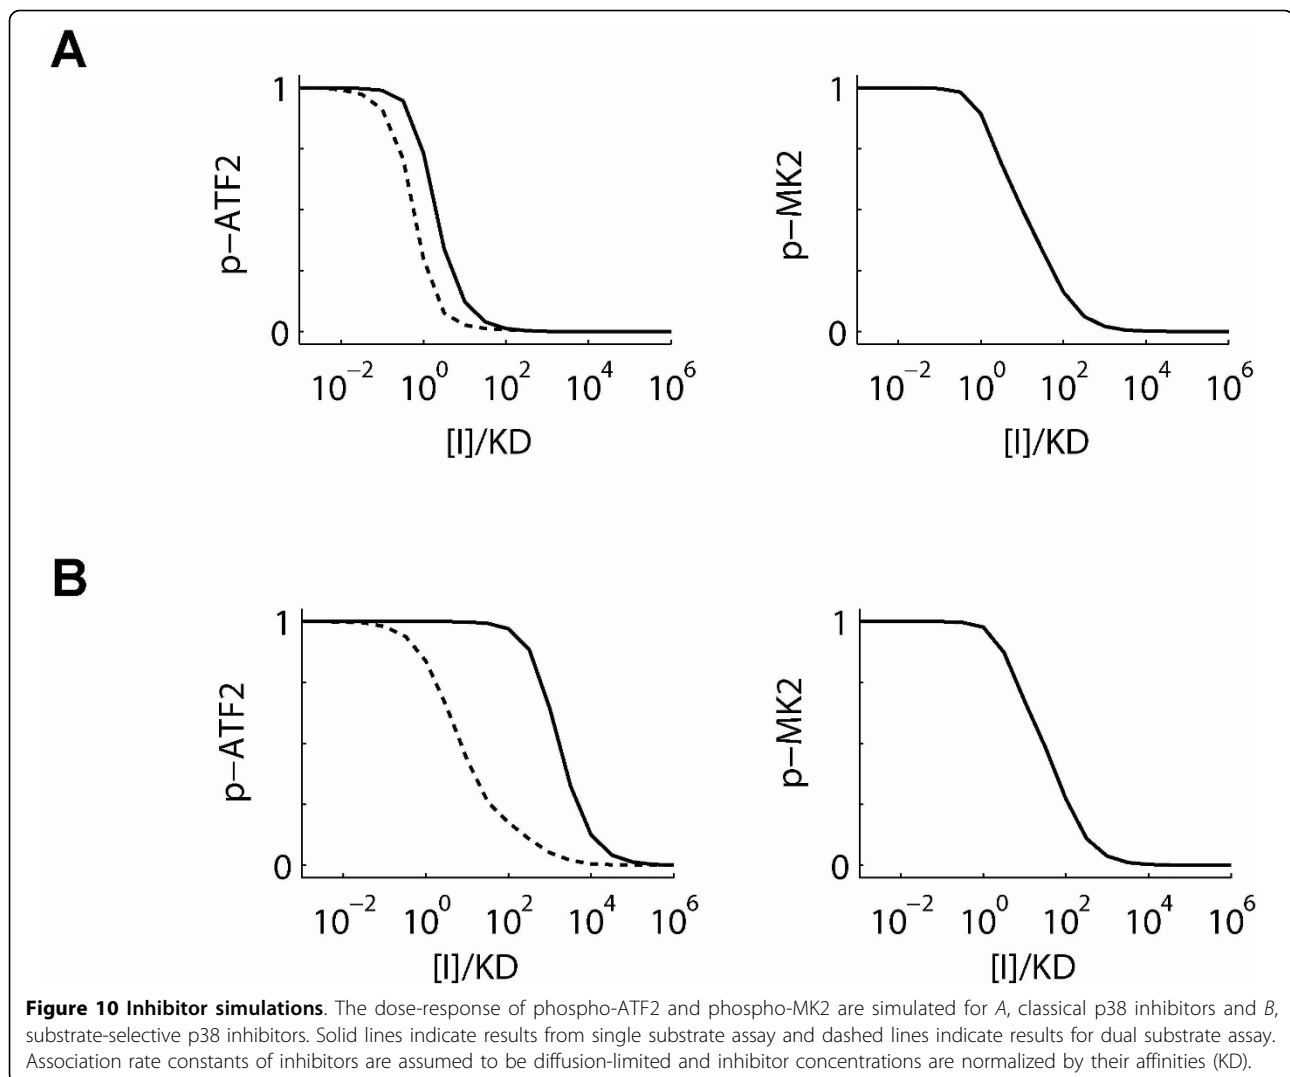 A
1
p–ATF2
0
10^-2 10^0 10^2 10^4 10^6
[I]/KD
1
p–MK2
0
10^-2 10^0 10^2 10^4 10^6
[I]/KD
B
1
p–ATF2
0
10^-2 10^0 10^2 10^4 10^6
[I]/KD
1
p–MK2
0
10^-2 10^0 10^2 10^4 10^6
[I]/KD
Figure 10 Inhibitor simulations. The dose-response of phospho-ATF2 and phospho-MK2 are simulated for A, classical p38 inhibitors and B,
substrate-selective p38 inhibitors. Solid lines indicate results from single substrate assay and dashed lines indicate results for dual substrate assay.
Association rate constants of inhibitors are assumed to be diffusion-limited and inhibitor concentrations are normalized by their affinities (KD).